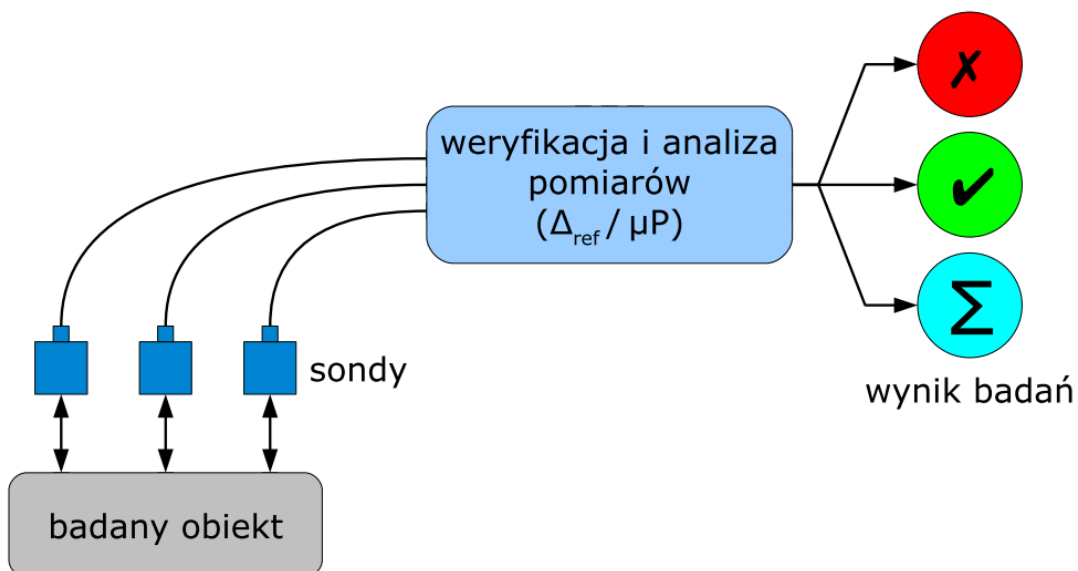 ✗
weryfikacja i analiza
pomiarów
(Δref / µP)
✔
Σ
sondy
wynik badań
badany obiekt